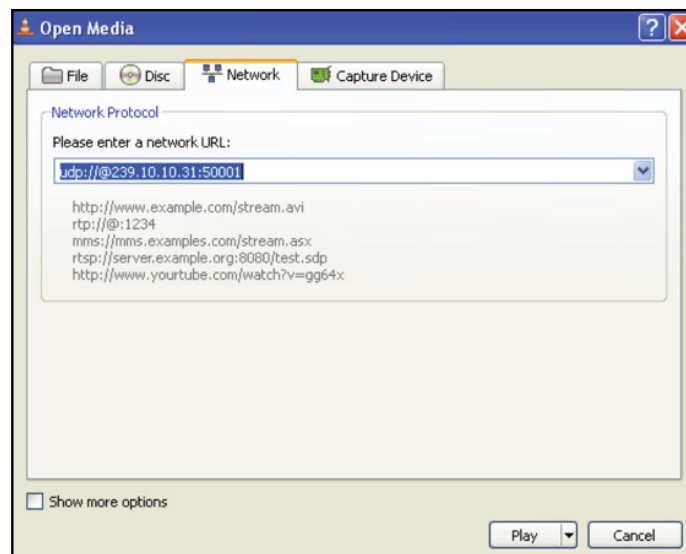 Open Media
File Disc Network Capture Device
Network Protocol
Please enter a network URL:
udp://@239.10.10.31:50001
http://www.example.com/stream.avi
rtp://@:1234
mms://mms.examples.com/stream.asx
rtsp://server.example.org:8080/test.sdp
http://www.yourtube.com/watch?v=gg64x
Show more options
Play Cancel